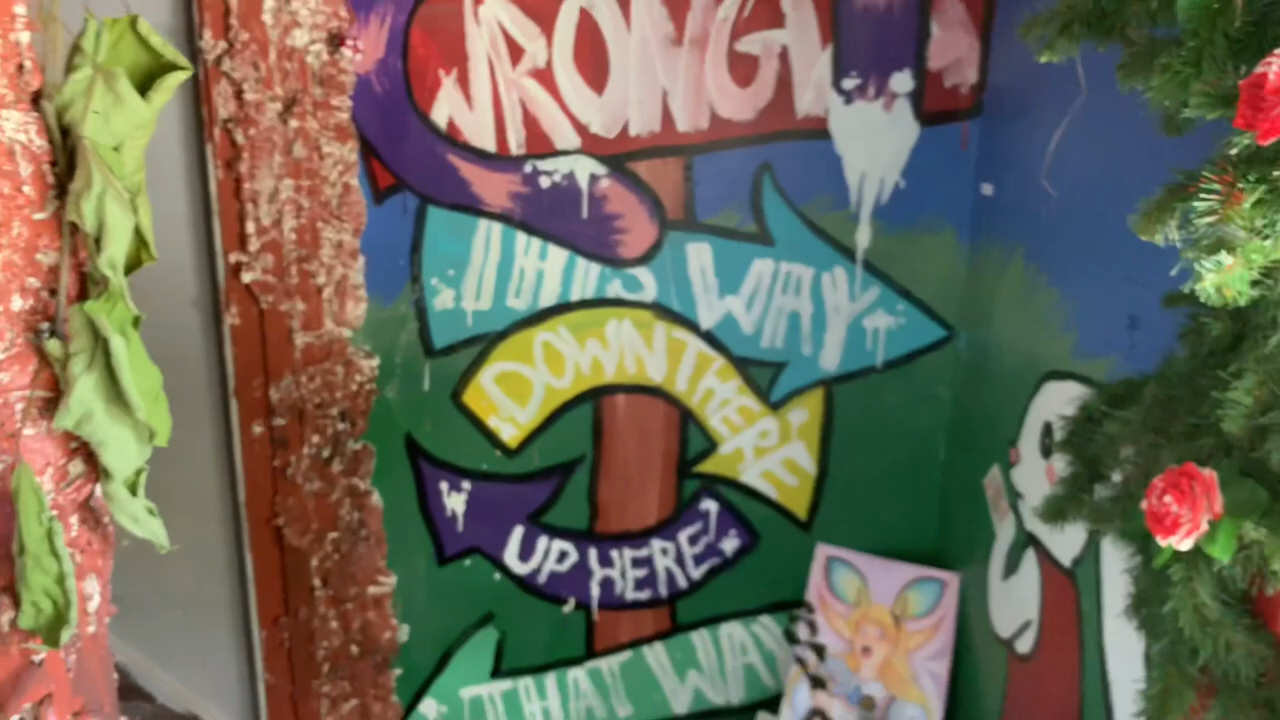 WRONG
THIS WAY
DOWN THERE
UP HERE?
THAT WAY